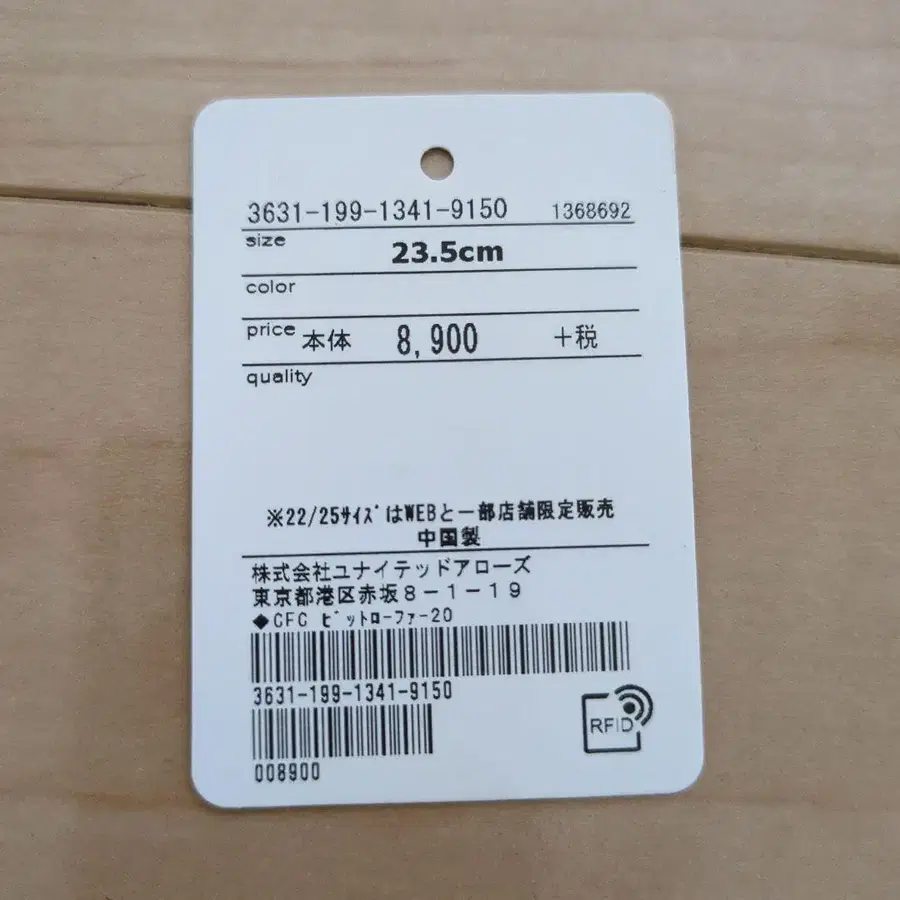 3631-199-1341-9150 1368692
size 23.5cm
color
price 本体 8,900 +税
quality
※22/25ｻｲｽﾞはWEBと一部店舗限定販売
中国製
株式会社ユナイテッドアローズ
東京都港区赤坂８－１－１９
◆CFC ﾋﾞｯﾄﾛｰﾌｧｰ20
3631-199-1341-9150
008900
RFID